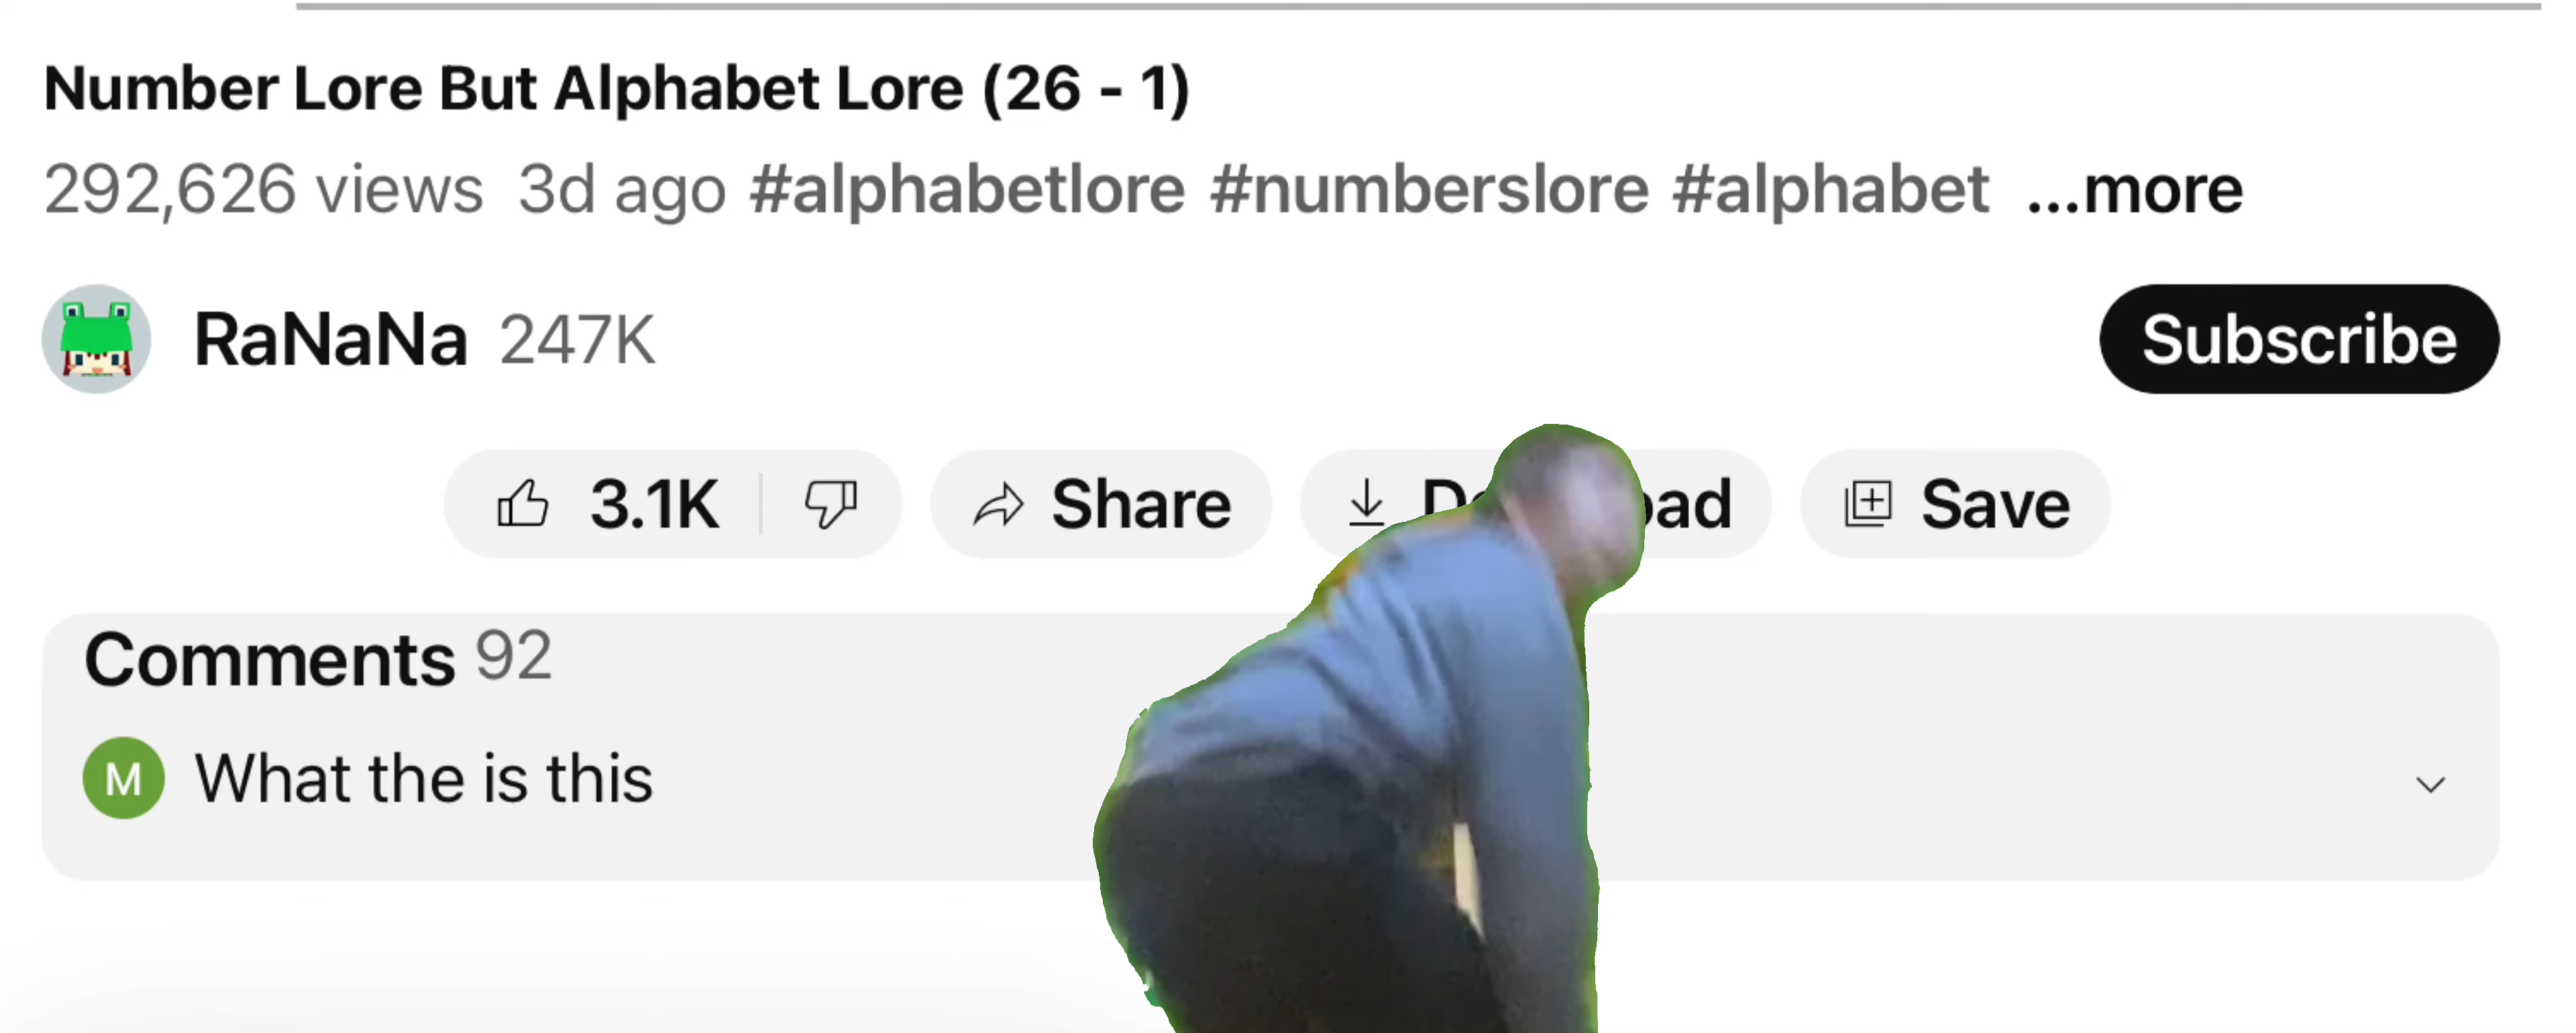 Number Lore But Alphabet Lore (26 - 1)
292,626 views 3d ago #alphabetlore #numberslore #alphabet ...more
RaNaNa 247K
Subscribe
3.1K Share Save
Comments 92
M What the is this